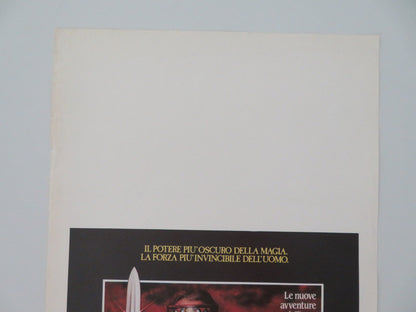 IL POTERE PIU' OSCURO DELLA MAGIA.
LA FORZA PIU' INVINCIBILE DELL'UOMO.
Le nuove
avventure